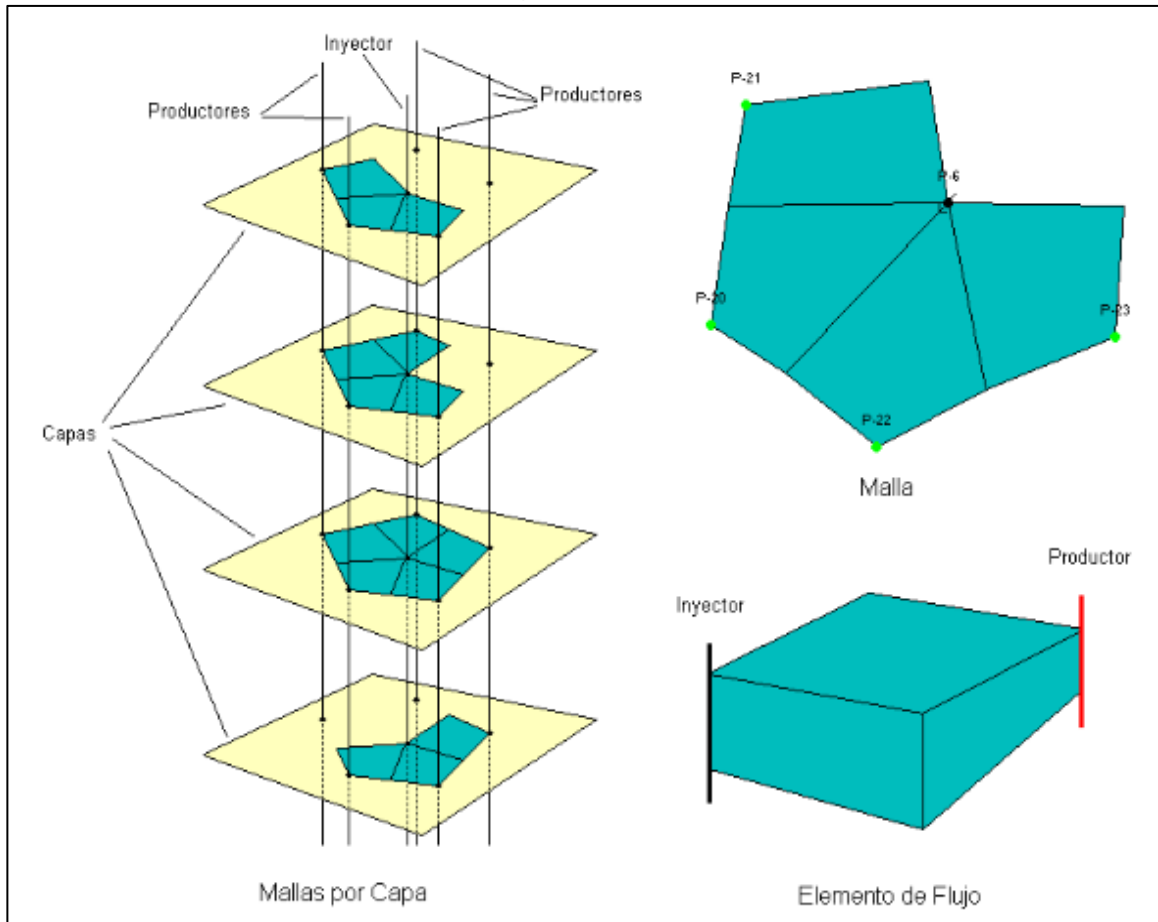 Inyector
Productores
Productores
Capas
Mallas por Capa
P-21
P-6
P-20
P-23
P-22
Malla
Productor
Inyector
Elemento de Flujo